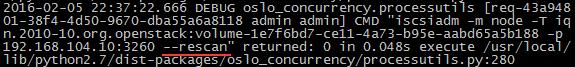 2016-02-05 22:37:22.666 DEBUG oslo_concurrency.processutils [req-43a948
01-38f4-4d50-9670-dba55a6a8118 admin admin] CMD "iscsiadm -m node -T iq
n.2010-10.org.openstack:volume-1e7f6bd7-ce11-4a73-b95e-aabd65a5b188 -p
192.168.104.10:3260 --rescan" returned: 0 in 0.048s execute /usr/local/
lib/python2.7/dist-packages/oslo_concurrency/processutils.py:280